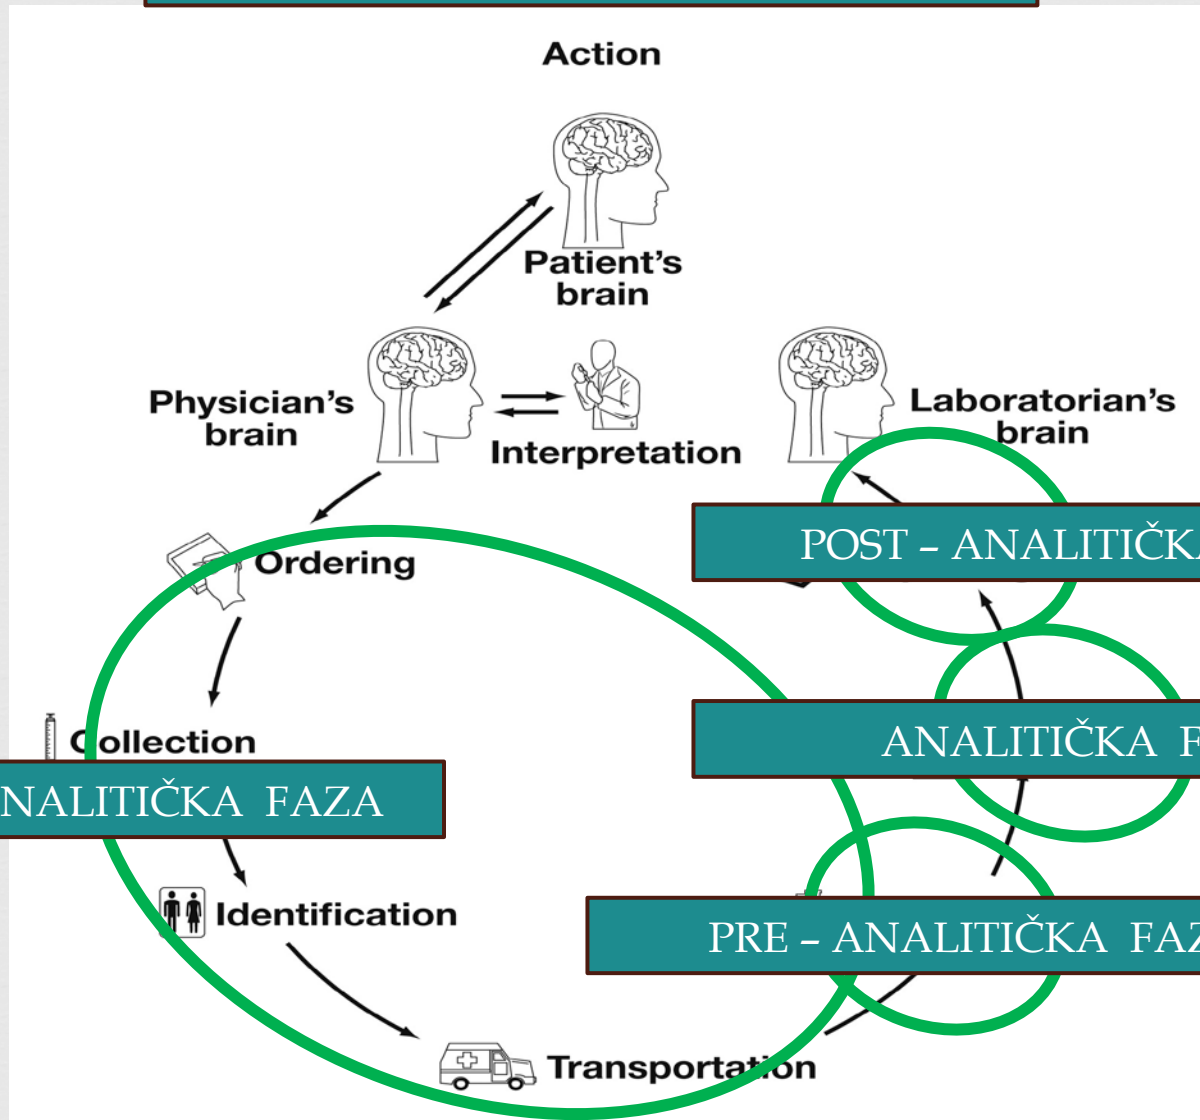 Action
Patient's
brain
Physician's
brain
Interpretation
Laboratorian's
brain
Ordering
POST – ANALITIČKA
Collection
ANALITIČKA F
NALITIČKA FAZA
Identification
PRE – ANALITIČKA FAZ
Transportation